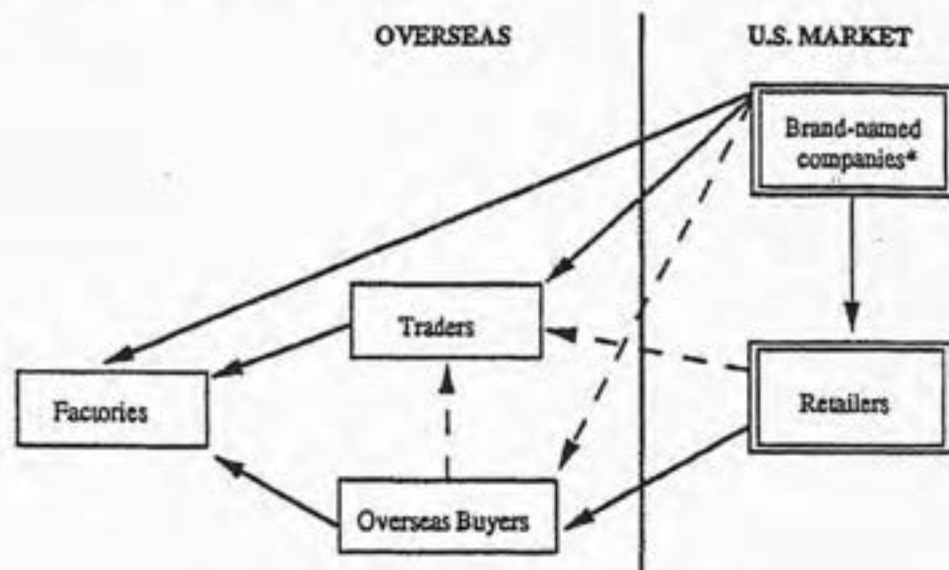 OVERSEAS
U.S. MARKET
Brand-named
companies*
Traders
Retailers
Factories
Overseas Buyers